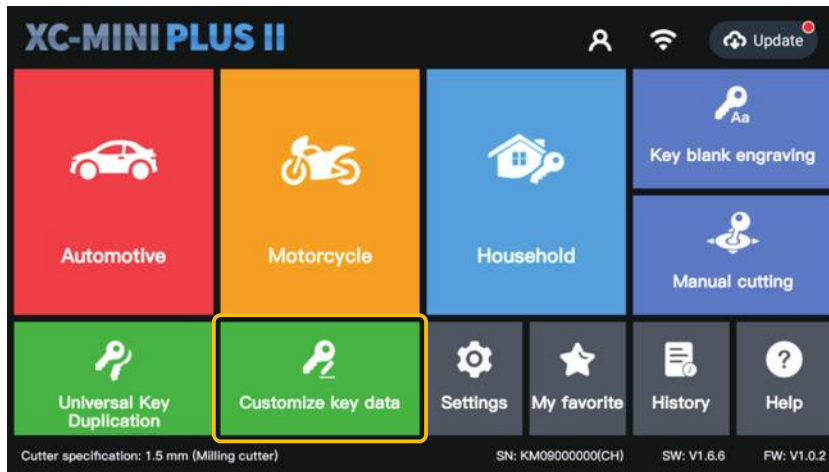 XC-MINI PLUS II
Update
Automotive
Motorcycle
Household
Aa
Key blank engraving
Manual cutting
Universal Key
Duplication
Customize key data
Settings
My favorite
History
?
Help
Cutter specification: 1.5 mm (Milling cutter)
SN: KM09000000(CH)
SW: V1.6.6
FW: V1.0.2